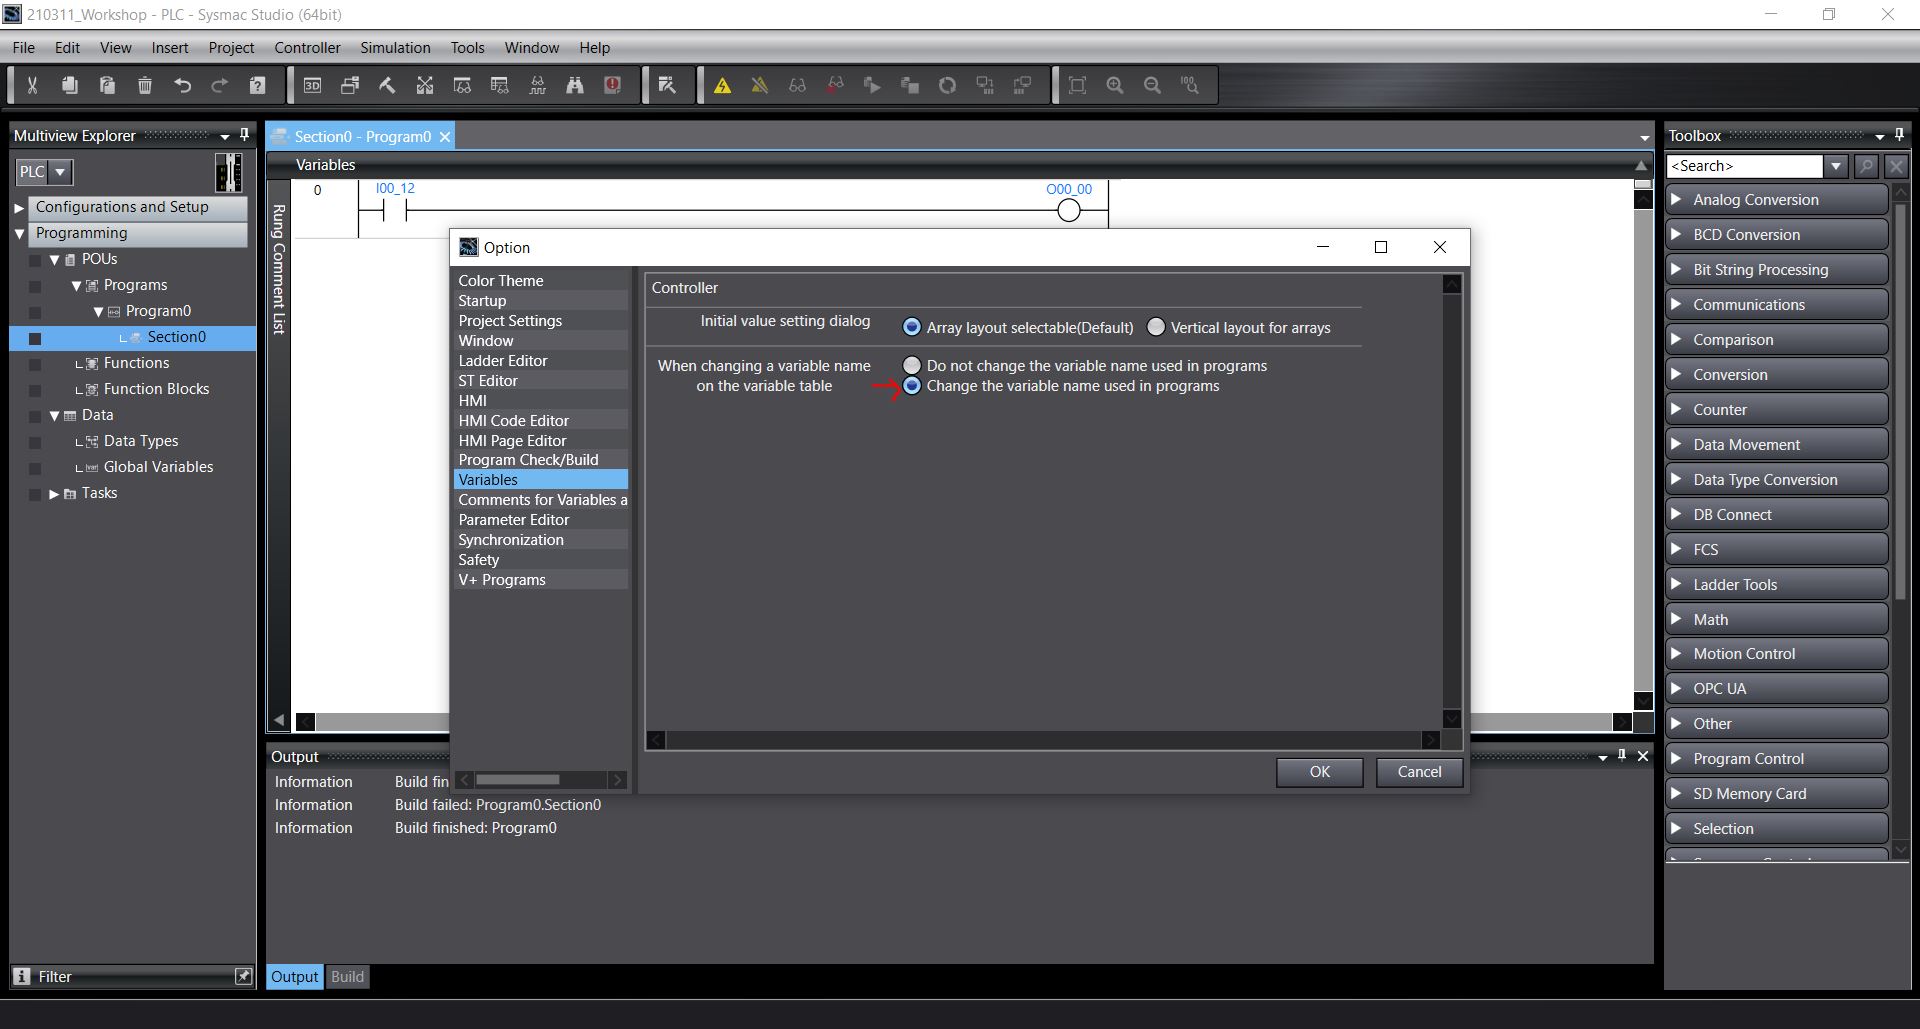 210311_Workshop - PLC - Sysmac Studio (64bit)
File Edit View Insert Project Controller Simulation Tools Window Help
3D
100
Multiview Explorer
PLC
Configurations and Setup
Programming
POUs
Programs
Program0
Section0
Functions
Function Blocks
Data
Data Types
Global Variables
Tasks
Filter
Section0 - Program0
Variables
Rung Comment List
0
I00_12
O00_00
Option
Color Theme
Startup
Project Settings
Window
Ladder Editor
ST Editor
HMI
HMI Code Editor
HMI Page Editor
Program Check/Build
Variables
Comments for Variables a
Parameter Editor
Synchronization
Safety
V+ Programs
Controller
Initial value setting dialog
Array layout selectable(Default)
Vertical layout for arrays
When changing a variable name
on the variable table
Do not change the variable name used in programs
Change the variable name used in programs
OK
Cancel
Output
Information Build fin
Information Build failed: Program0.Section0
Information Build finished: Program0
Output Build
Toolbox
<Search>
Analog Conversion
BCD Conversion
Bit String Processing
Communications
Comparison
Conversion
Counter
Data Movement
Data Type Conversion
DB Connect
FCS
Ladder Tools
Math
Motion Control
OPC UA
Other
Program Control
SD Memory Card
Selection